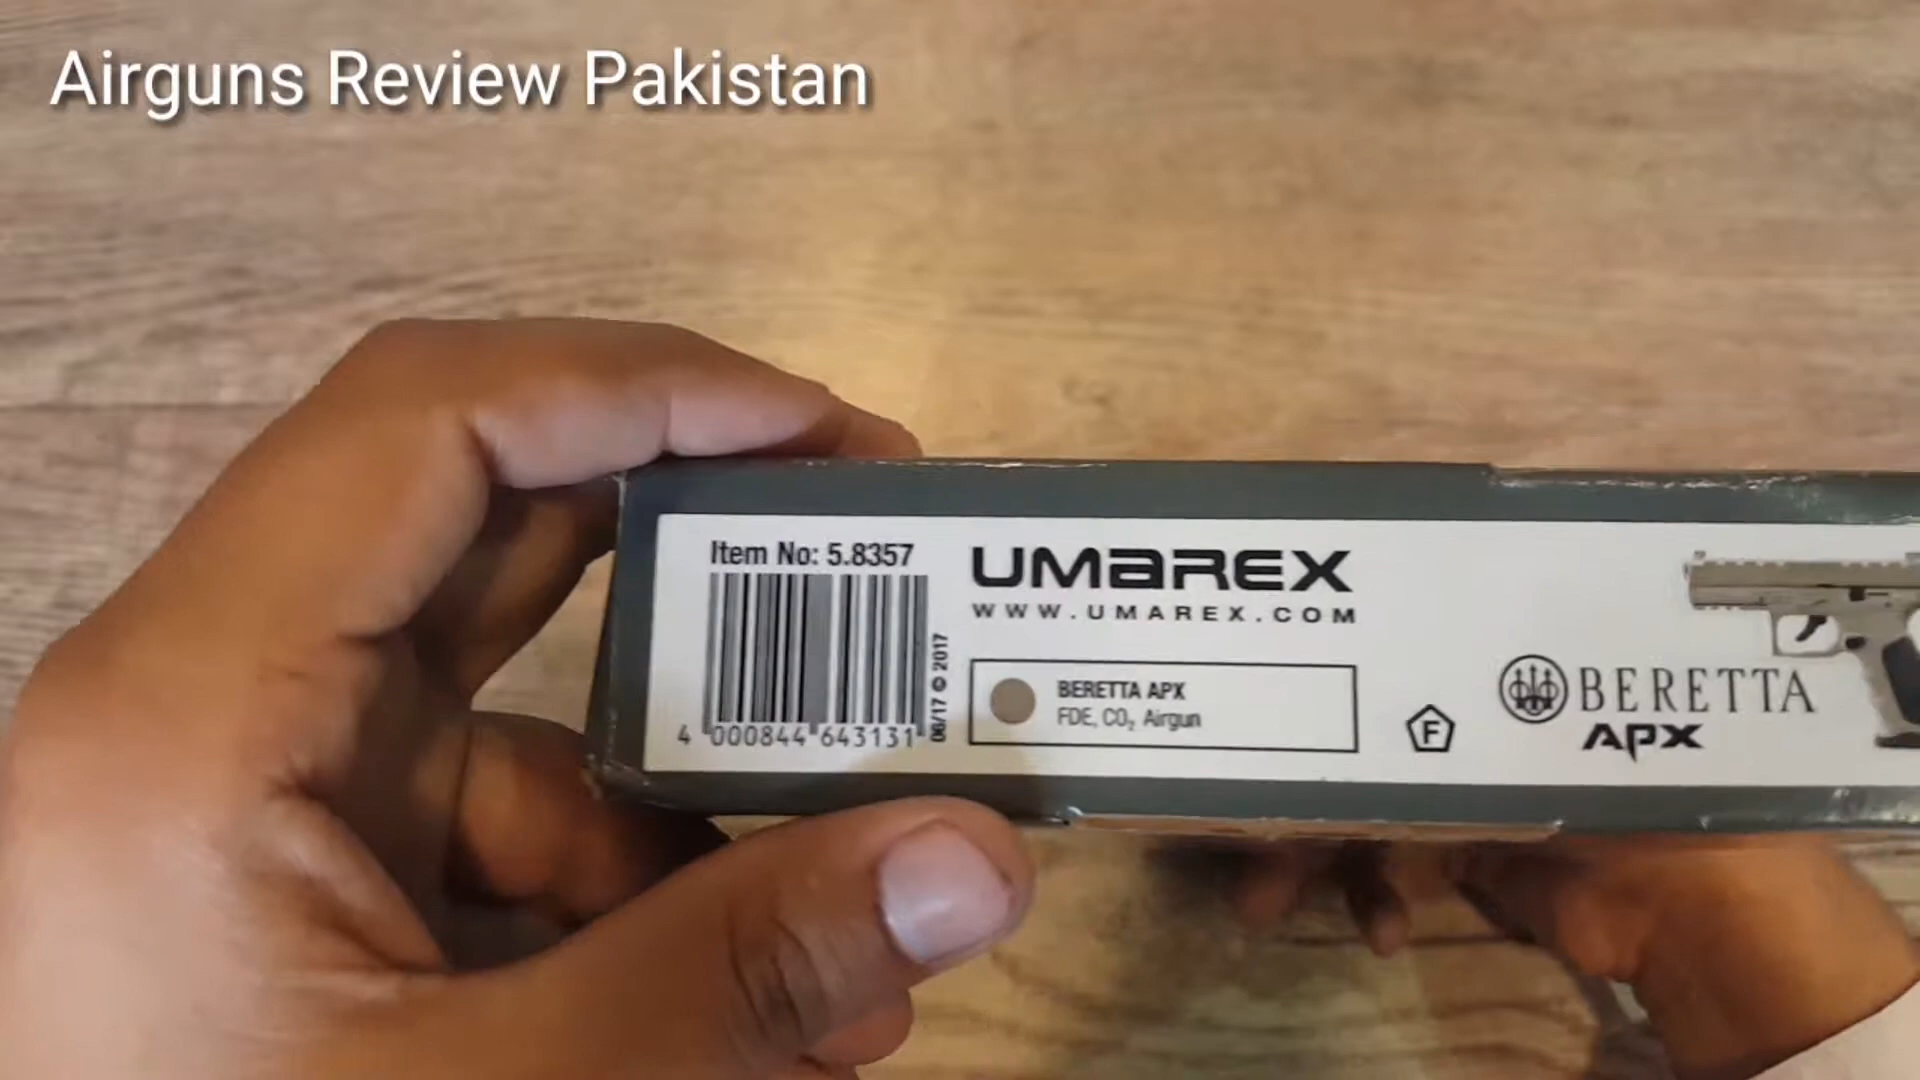 Airguns Review Pakistan
Item No: 5.8357
4 000844 643131
06/17 © 2017
UMAREX
WWW.UMAREX.COM
BERETTA APX
FDE, CO₂ Airgun
F
BERETTA
APX